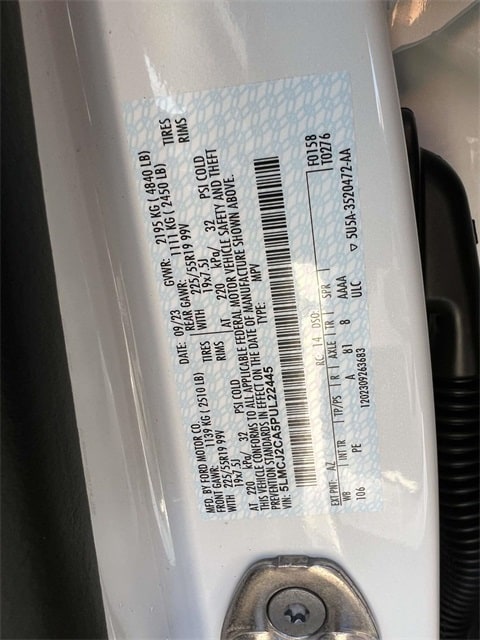 MFD. BY FORD MOTOR CO.
DATE: 09/23
GVWR: 2195 KG ( 4840 LB)
FRONT GAWR: 1139 KG ( 2510 LB)
REAR GAWR: 1111 KG ( 2450 LB)
WITH 225/55R19 99V TIRES
WITH 225/55R19 99V TIRES
19x7.5J RIMS
19x7.5J RIMS
AT 220 kPa/ 32 PSI COLD
AT 220 kPa/ 32 PSI COLD
THIS VEHICLE CONFORMS TO ALL APPLICABLE FEDERAL MOTOR VEHICLE SAFETY AND THEFT
PREVENTION STANDARDS IN EFFECT ON THE DATE OF MANUFACTURE SHOWN ABOVE.
VIN: 5LMCJ2CA5PUL22445
TYPE: MPV
F0158
T0276
EXT PNT: AZ RC: 14 DSO:
WB INTTR TP/PS R AXLE TR SPR
106 PE A 81 8 AAAA
ULC
1202309263683
▽ 5U5A-3520472-AA